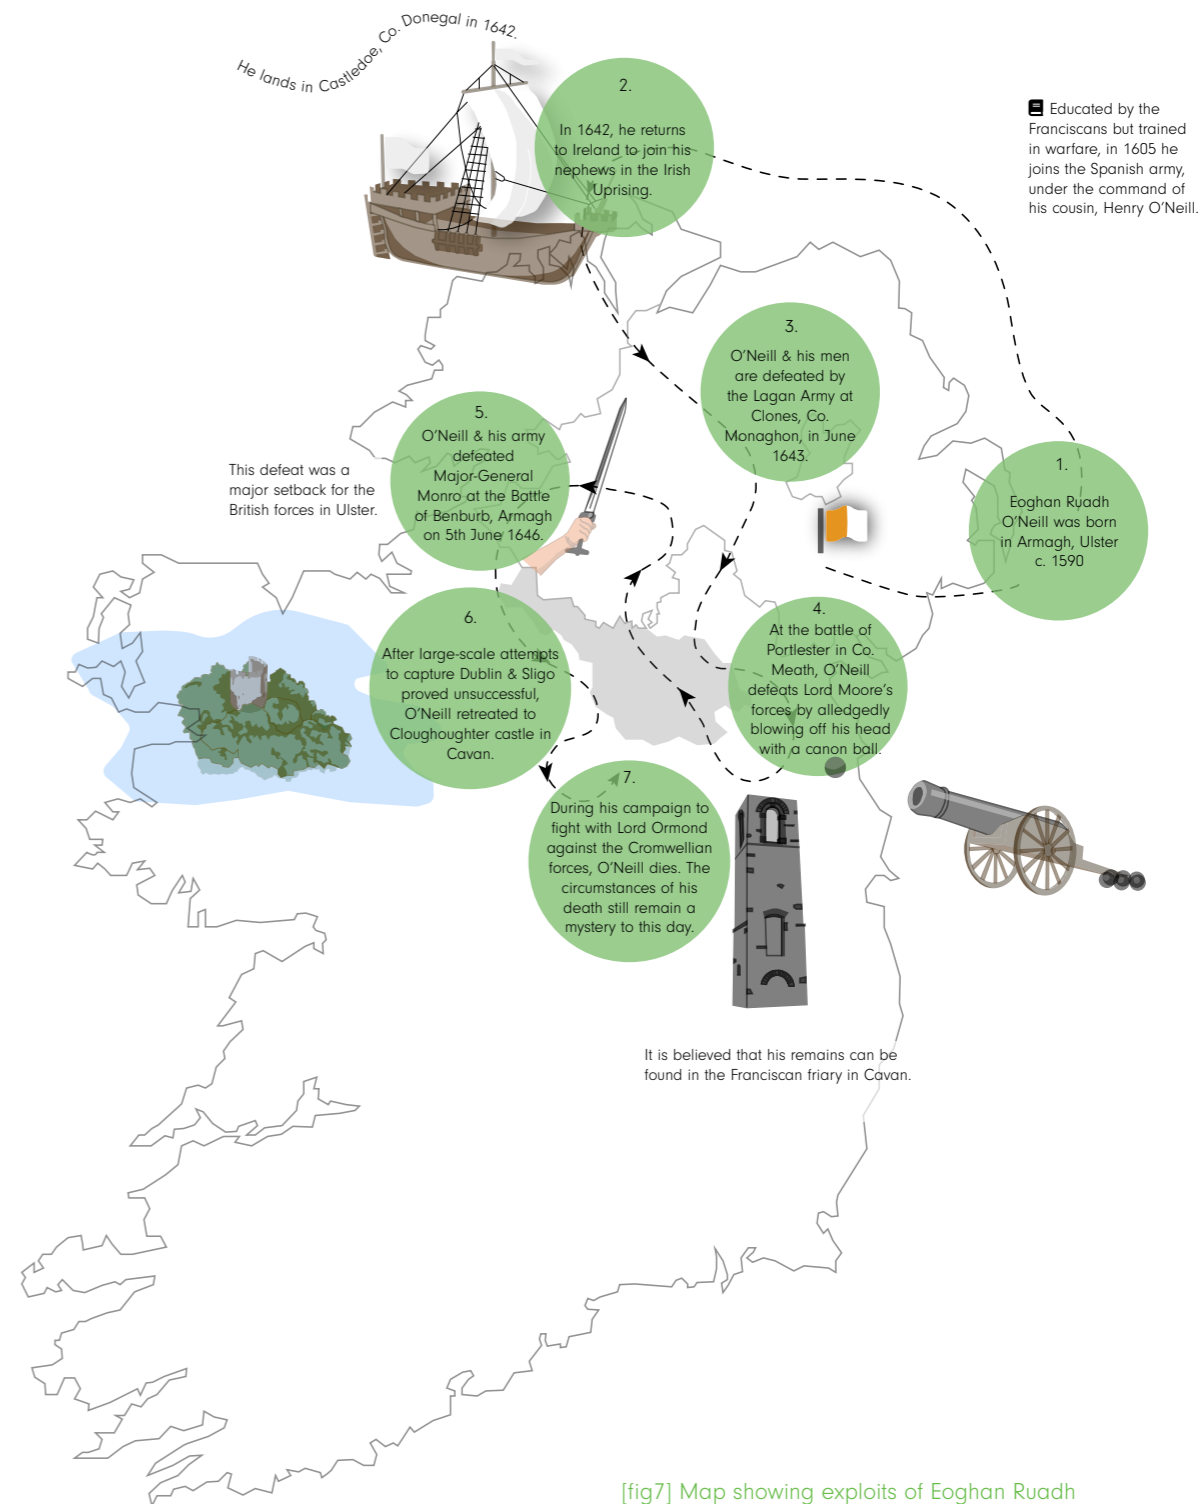 He lands in Castledoe, Co. Donegal in 1642.
2.
In 1642, he returns
to Ireland to join his
nephews in the Irish
Uprising.
Educated by the
Franciscans but trained
in warfare, in 1605 he
joins the Spanish army,
under the command of
his cousin, Henry O'Neill.
3.
O'Neill & his men
are defeated by
the Lagan Army at
Clones, Co.
Monaghon, in June
1643.
1.
Eoghan Ruadh
O'Neill was born
in Armagh, Ulster
c. 1590
5.
O'Neill & his army
defeated
Major-General
Monro at the Battle
of Benburb, Armagh
on 5th June 1646.
This defeat was a
major setback for the
British forces in Ulster.
4.
At the battle of
Portlester in Co.
Meath, O'Neill
defeats Lord Moore's
forces by alledgedly
blowing off his head
with a canon ball.
6.
After large-scale attempts
to capture Dublin & Sligo
proved unsuccessful,
O'Neill retreated to
Cloughoughter castle in
Cavan.
7.
During his campaign to
fight with Lord Ormond
against the Cromwellian
forces, O'Neill dies. The
circumstances of his
death still remain a
mystery to this day.
It is believed that his remains can be
found in the Franciscan friary in Cavan.
[fig7] Map showing exploits of Eoghan Ruadh